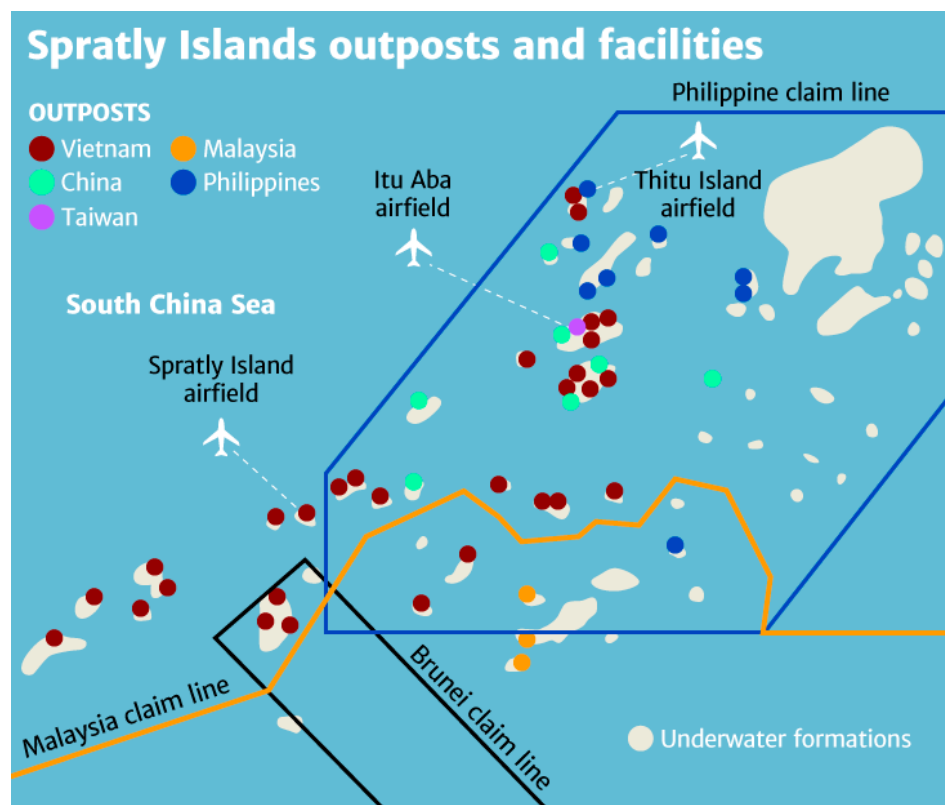 Spratly Islands outposts and facilities
OUTPOSTS
Vietnam
Malaysia
China
Philippines
Taiwan
Philippine claim line
Itu Aba
airfield
Thitu Island
airfield
South China Sea
Spratly Island
airfield
Malaysia claim line
Brunei claim line
Underwater formations